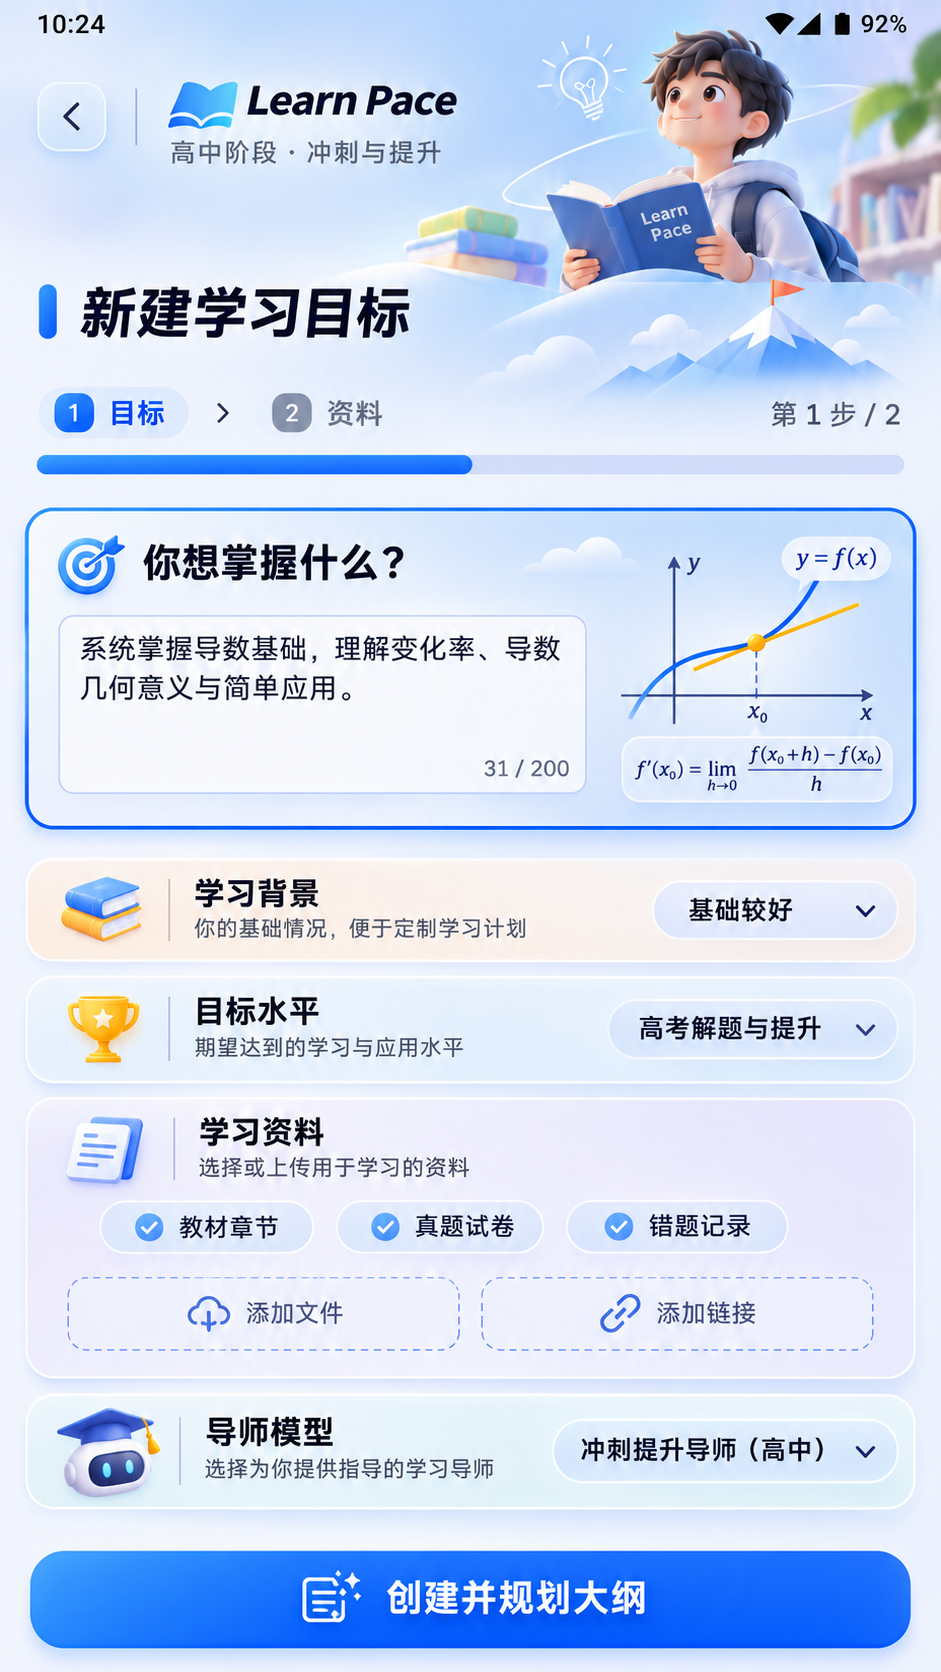 10:24
92%
Learn Pace
高中阶段 · 冲刺与提升
Learn
Pace
新建学习目标
1 目标
2 资料
第 1 步 / 2
你想掌握什么？
系统掌握导数基础，理解变化率、导数
几何意义与简单应用。
31 / 200
y
y = f(x)
x₀
x
f′(x₀) = lim h→0 f(x₀+h) − f(x₀) / h
学习背景
你的基础情况，便于定制学习计划
基础较好
目标水平
期望达到的学习与应用水平
高考解题与提升
学习资料
选择或上传用于学习的资料
教材章节
真题试卷
错题记录
添加文件
添加链接
导师模型
选择为你提供指导的学习导师
冲刺提升导师（高中）
创建并规划大纲